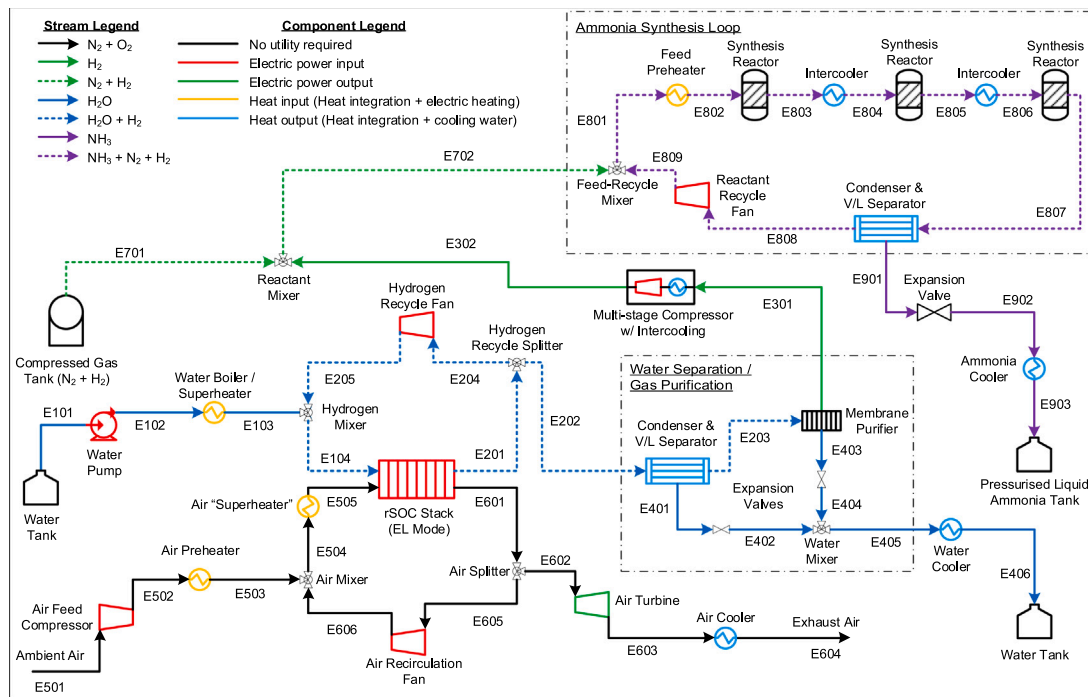 Stream Legend
N₂ + O₂
H₂
N₂ + H₂
H₂O
H₂O + H₂
NH₃
NH₃ + N₂ + H₂
Component Legend
No utility required
Electric power input
Electric power output
Heat input (Heat integration + electric heating)
Heat output (Heat integration + cooling water)
Ammonia Synthesis Loop
Feed
Preheater
Synthesis
Reactor
Intercooler
Synthesis
Reactor
Intercooler
Synthesis
Reactor
E801
E802
E803
E804
E805
E806
E702
E809
Feed-Recycle
Mixer
Reactant
Recycle
Fan
Condenser &
V/L Separator
E807
E808
E701
E302
Reactant
Mixer
Compressed Gas
Tank (N₂ + H₂)
Multi-stage Compressor
w/ Intercooling
E301
E901
Expansion
Valve
E902
Ammonia
Cooler
E903
Pressurised Liquid
Ammonia Tank
Hydrogen
Recycle Fan
Hydrogen
Recycle Splitter
E205
E204
E202
Water Boiler /
Superheater
E101
E102
E103
Water
Pump
Water
Tank
Hydrogen
Mixer
E104
E201
Water Separation /
Gas Purification
Condenser &
V/L Separator
E203
Membrane
Purifier
E403
E401
Expansion
Valves
E404
E402
Water
Mixer
E405
Water
Cooler
E406
Water Tank
Air “Superheater”
E505
rSOC Stack
(EL Mode)
E601
E504
Air Preheater
E502
E503
Air Mixer
Air Splitter
E602
Air Feed
Compressor
Ambient Air
E501
E606
E605
Air Recirculation
Fan
Air Turbine
E603
Air Cooler
Exhaust Air
E604